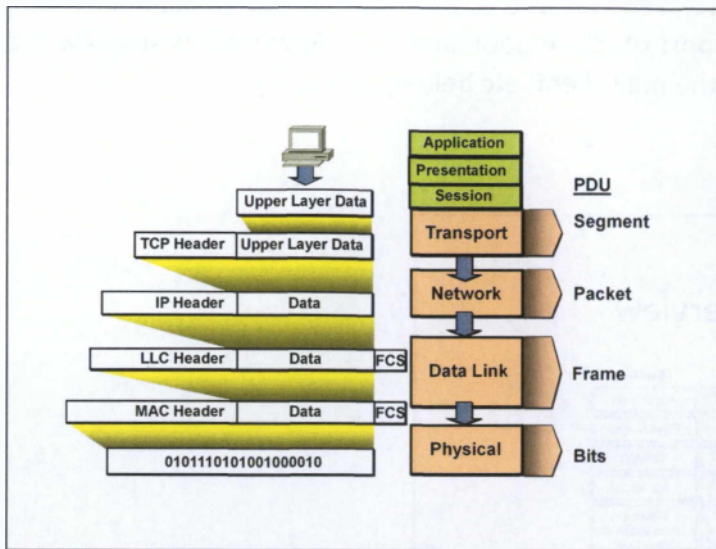 Application
Presentation
Session
PDU
Upper Layer Data
TCP Header Upper Layer Data
Transport
Segment
IP Header Data
Network
Packet
LLC Header Data FCS
Data Link
Frame
MAC Header Data FCS
Physical
Bits
0101110101001000010